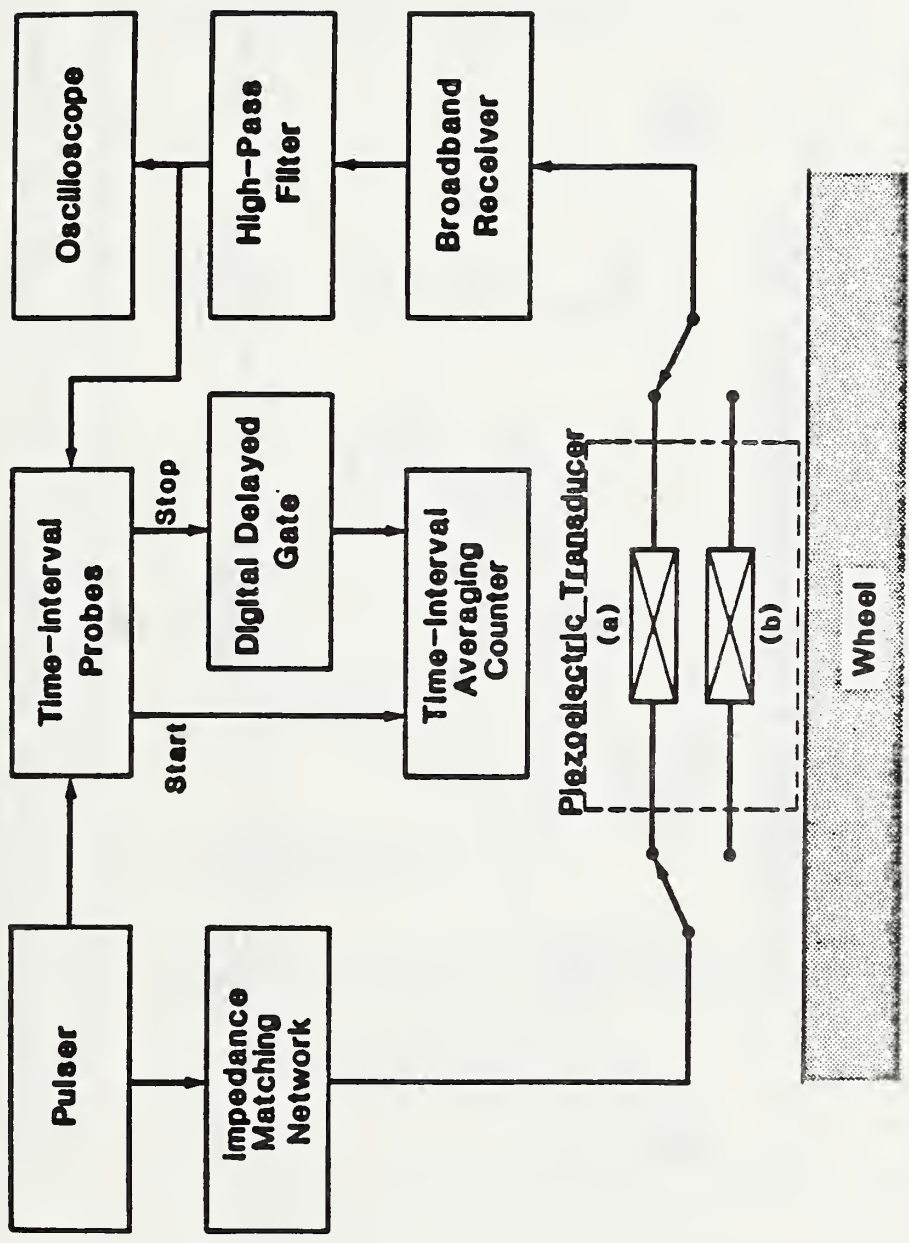 Pulser
Time-Interval
Probes
Oscilloscope
Start
Stop
Impedance
Matching
Network
Digital Delayed
Gate
High-Pass
Filter
Time-Interval
Averaging
Counter
Broadband
Receiver
Piezoelectric Transducer
(a)
(b)
Wheel